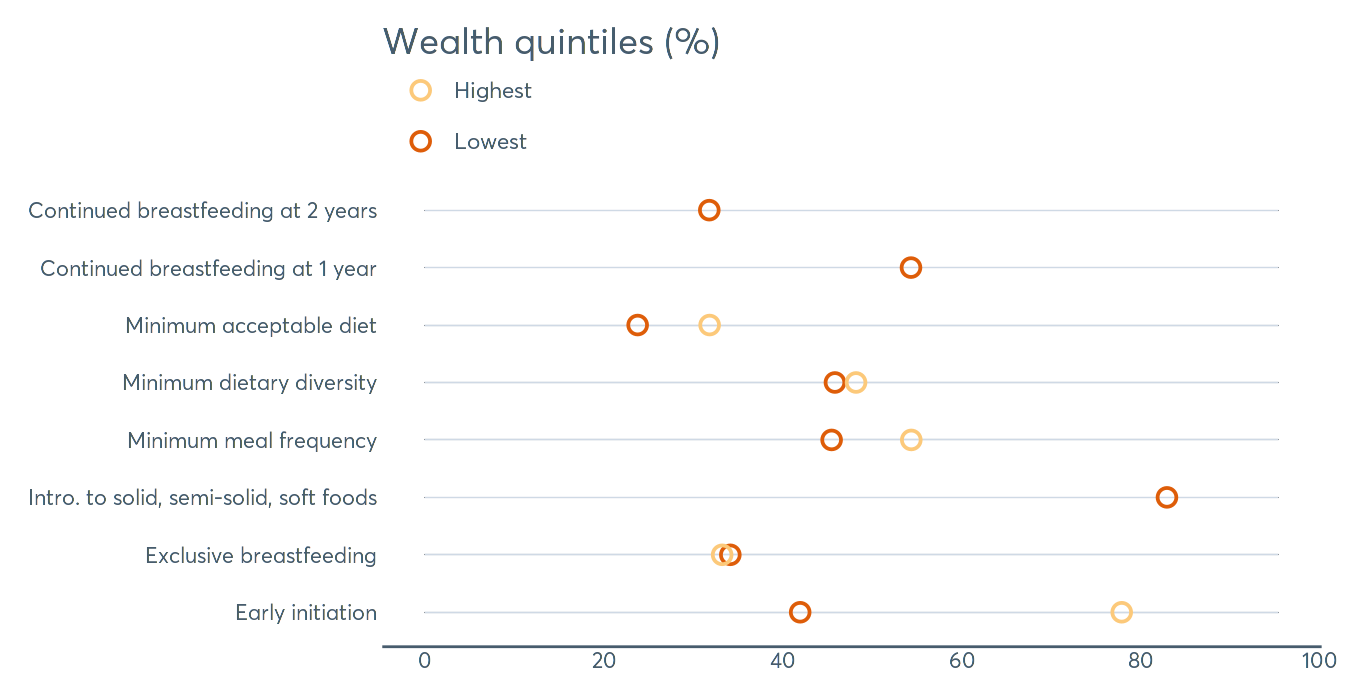 Wealth quintiles (%)
Highest
Lowest
Continued breastfeeding at 2 years
Continued breastfeeding at 1 year
Minimum acceptable diet
Minimum dietary diversity
Minimum meal frequency
Intro. to solid, semi-solid, soft foods
Exclusive breastfeeding
Early initiation
0 20 40 60 80 100